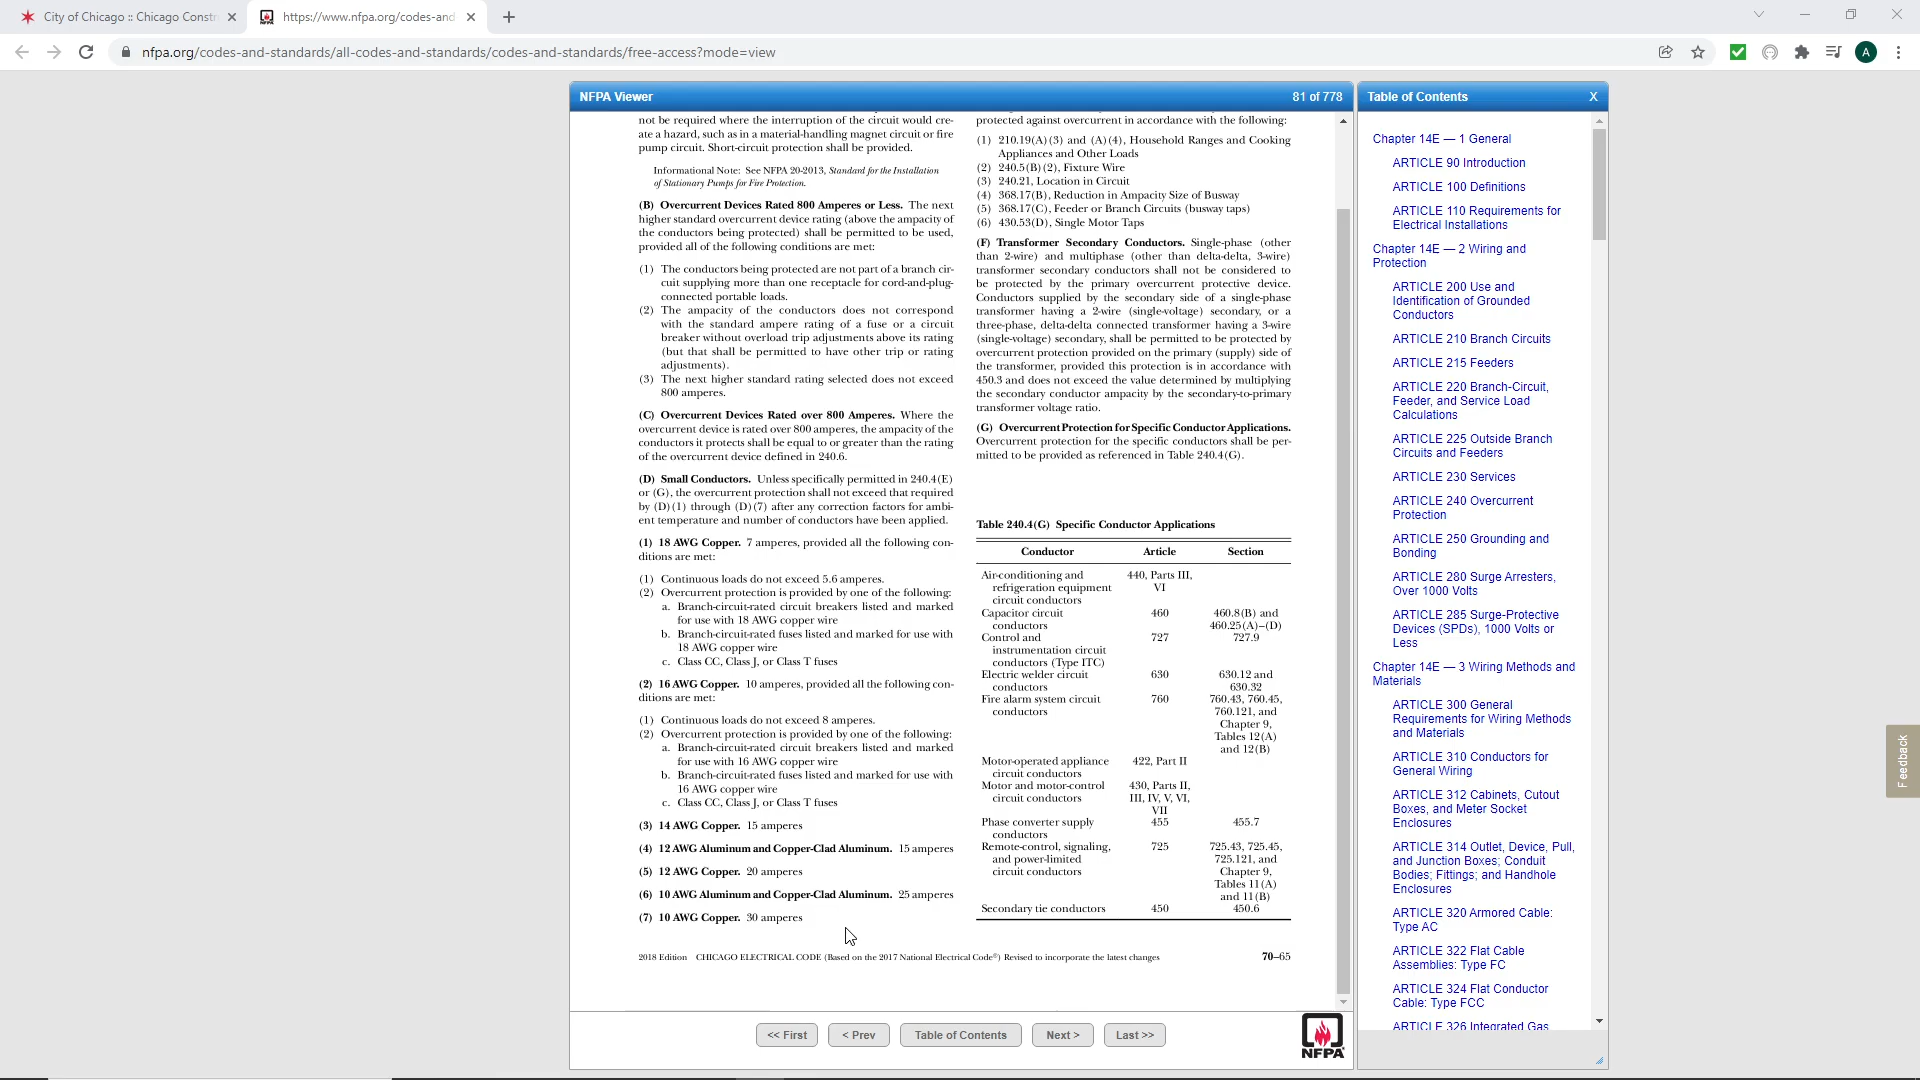 City of Chicago :: Chicago Constr
https://www.nfpa.org/codes-and
nfpa.org/codes-and-standards/all-codes-and-standards/codes-and-standards/free-access?mode=view
A
NFPA Viewer
81 of 778
not be required where the interruption of the circuit would cre-
ate a hazard, such as in a material-handling magnet circuit or fire
pump circuit. Short-circuit protection shall be provided.
Informational Note: See NFPA 20-2013, Standard for the Installation
of Stationary Pumps for Fire Protection.
(B) Overcurrent Devices Rated 800 Amperes or Less. The next
higher standard overcurrent device rating (above the ampacity of
the conductors being protected) shall be permitted to be used,
provided all of the following conditions are met:
(1) The conductors being protected are not part of a branch cir-
cuit supplying more than one receptacle for cord-and-plug-
connected portable loads.
(2) The ampacity of the conductors does not correspond
with the standard ampere rating of a fuse or a circuit
breaker without overload trip adjustments above its rating
(but that shall be permitted to have other trip or rating
adjustments).
(3) The next higher standard rating selected does not exceed
800 amperes.
(C) Overcurrent Devices Rated over 800 Amperes. Where the
overcurrent device is rated over 800 amperes, the ampacity of the
conductors it protects shall be equal to or greater than the rating
of the overcurrent device defined in 240.6.
(D) Small Conductors. Unless specifically permitted in 240.4(E)
or (G), the overcurrent protection shall not exceed that required
by (D)(1) through (D)(7) after any correction factors for ambi-
ent temperature and number of conductors have been applied.
(1) 18 AWG Copper. 7 amperes, provided all the following con-
ditions are met:
(1) Continuous loads do not exceed 5.6 amperes.
(2) Overcurrent protection is provided by one of the following:
a. Branch-circuit-rated circuit breakers listed and marked
for use with 18 AWG copper wire
b. Branch-circuit-rated fuses listed and marked for use with
18 AWG copper wire
c. Class CC, Class J, or Class T fuses
(2) 16 AWG Copper. 10 amperes, provided all the following con-
ditions are met:
(1) Continuous loads do not exceed 8 amperes.
(2) Overcurrent protection is provided by one of the following:
a. Branch-circuit-rated circuit breakers listed and marked
for use with 16 AWG copper wire
b. Branch-circuit-rated fuses listed and marked for use with
16 AWG copper wire
c. Class CC, Class J, or Class T fuses
(3) 14 AWG Copper. 15 amperes
(4) 12 AWG Aluminum and Copper-Clad Aluminum. 15 amperes
(5) 12 AWG Copper. 20 amperes
(6) 10 AWG Aluminum and Copper-Clad Aluminum. 25 amperes
(7) 10 AWG Copper. 30 amperes
protected against overcurrent in accordance with the following:
(1) 210.19(A)(3) and (A)(4), Household Ranges and Cooking
Appliances and Other Loads
(2) 240.5(B)(2), Fixture Wire
(3) 240.21, Location in Circuit
(4) 368.17(B), Reduction in Ampacity Size of Busway
(5) 368.17(C), Feeder or Branch Circuits (busway taps)
(6) 430.53(D), Single Motor Taps
(F) Transformer Secondary Conductors. Single-phase (other
than 2-wire) and multiphase (other than delta-delta, 3-wire)
transformer secondary conductors shall not be considered to
be protected by the primary overcurrent protective device.
Conductors supplied by the secondary side of a single-phase
transformer having a 2-wire (single-voltage) secondary, or a
three-phase, delta-delta connected transformer having a 3-wire
(single-voltage) secondary, shall be permitted to be protected by
overcurrent protection provided on the primary (supply) side of
the transformer, provided this protection is in accordance with
450.3 and does not exceed the value determined by multiplying
the secondary conductor ampacity by the secondary-to-primary
transformer voltage ratio.
(G) Overcurrent Protection for Specific Conductor Applications.
Overcurrent protection for the specific conductors shall be per-
mitted to be provided as referenced in Table 240.4(G).
Table 240.4(G) Specific Conductor Applications
Conductor Article Section
Air-conditioning and 440, Parts III,
refrigeration equipment VI
circuit conductors
Capacitor circuit 460 460.8(B) and
conductors 460.25(A)–(D)
Control and 727 727.9
instrumentation circuit
conductors (Type ITC)
Electric welder circuit 630 630.12 and
conductors 630.32
Fire alarm system circuit 760 760.43, 760.45,
conductors 760.121, and
Chapter 9,
Tables 12(A)
and 12(B)
Motor-operated appliance 422, Part II
circuit conductors
Motor and motor-control 430, Parts II,
circuit conductors III, IV, V, VI,
VII
Phase converter supply 455 455.7
conductors
Remote-control, signaling, 725 725.43, 725.45,
and power-limited 725.121, and
circuit conductors Chapter 9,
Tables 11(A)
and 11(B)
Secondary tie conductors 450 450.6
2018 Edition CHICAGO ELECTRICAL CODE (Based on the 2017 National Electrical Code®) Revised to incorporate the latest changes
70–65
<< First
< Prev
Table of Contents
Next >
Last >>
NFPA
Table of Contents
X
Chapter 14E — 1 General
ARTICLE 90 Introduction
ARTICLE 100 Definitions
ARTICLE 110 Requirements for
Electrical Installations
Chapter 14E — 2 Wiring and
Protection
ARTICLE 200 Use and
Identification of Grounded
Conductors
ARTICLE 210 Branch Circuits
ARTICLE 215 Feeders
ARTICLE 220 Branch-Circuit,
Feeder, and Service Load
Calculations
ARTICLE 225 Outside Branch
Circuits and Feeders
ARTICLE 230 Services
ARTICLE 240 Overcurrent
Protection
ARTICLE 250 Grounding and
Bonding
ARTICLE 280 Surge Arresters,
Over 1000 Volts
ARTICLE 285 Surge-Protective
Devices (SPDs), 1000 Volts or
Less
Chapter 14E — 3 Wiring Methods and
Materials
ARTICLE 300 General
Requirements for Wiring Methods
and Materials
ARTICLE 310 Conductors for
General Wiring
ARTICLE 312 Cabinets, Cutout
Boxes, and Meter Socket
Enclosures
ARTICLE 314 Outlet, Device, Pull,
and Junction Boxes; Conduit
Bodies; Fittings; and Handhole
Enclosures
ARTICLE 320 Armored Cable:
Type AC
ARTICLE 322 Flat Cable
Assemblies: Type FC
ARTICLE 324 Flat Conductor
Cable: Type FCC
ARTICLE 326 Integrated Gas
Feedback